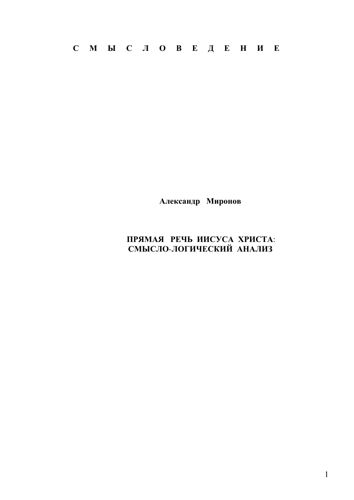 С М Ы С Л О В Е Д Е Н И Е
Александр Миронов
ПРЯМАЯ РЕЧЬ ИИСУСА ХРИСТА:
СМЫСЛО-ЛОГИЧЕСКИЙ АНАЛИЗ
1